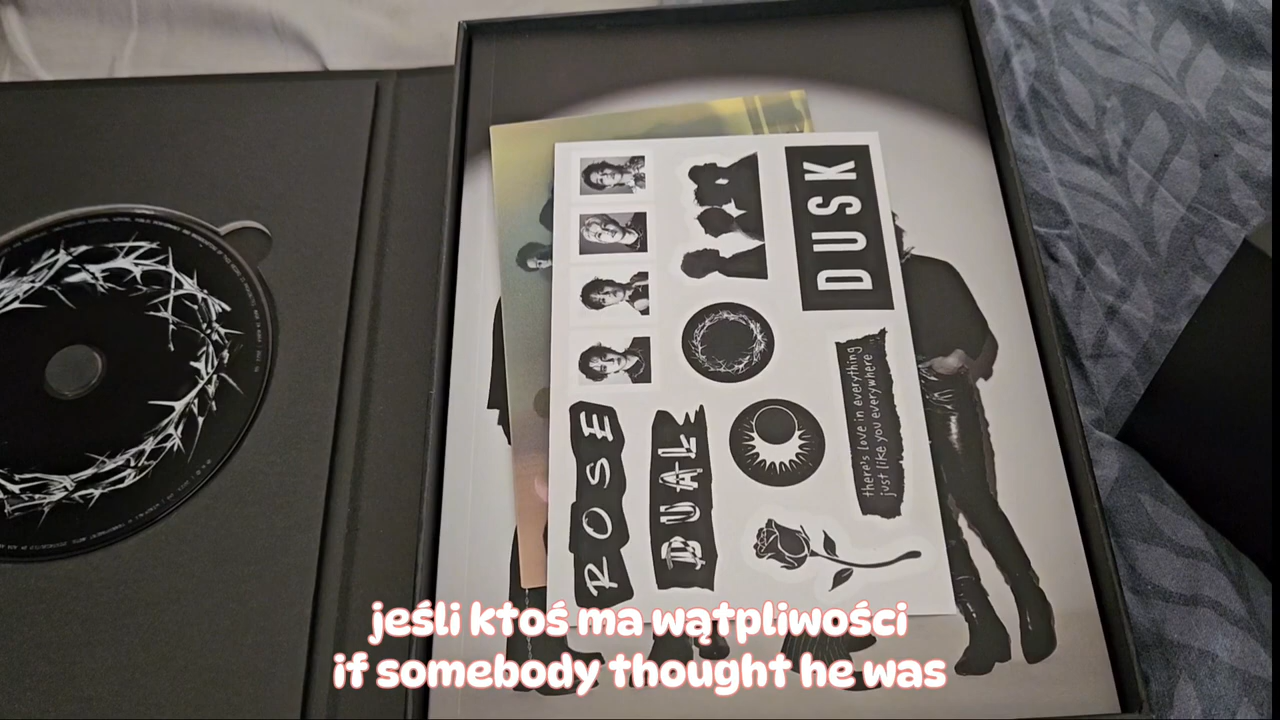 DUSK
there's love in everything
just like you everywhere
ROSE
DUAL
jeśli ktoś ma wątpliwości
if somebody thought he was